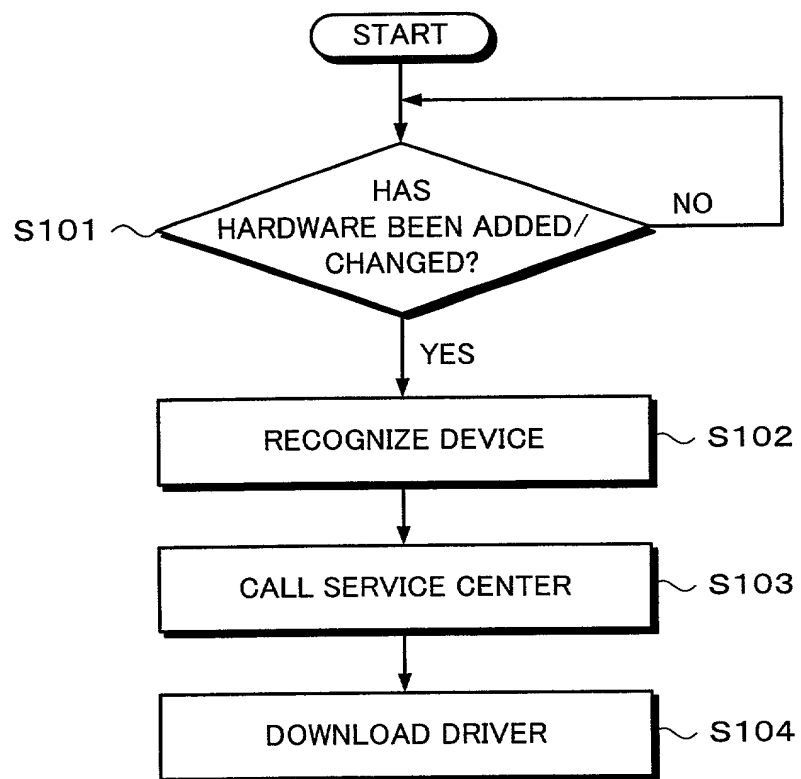 START
HAS
HARDWARE BEEN ADDED/
CHANGED?
S101
NO
YES
RECOGNIZE DEVICE
S102
CALL SERVICE CENTER
S103
DOWNLOAD DRIVER
S104